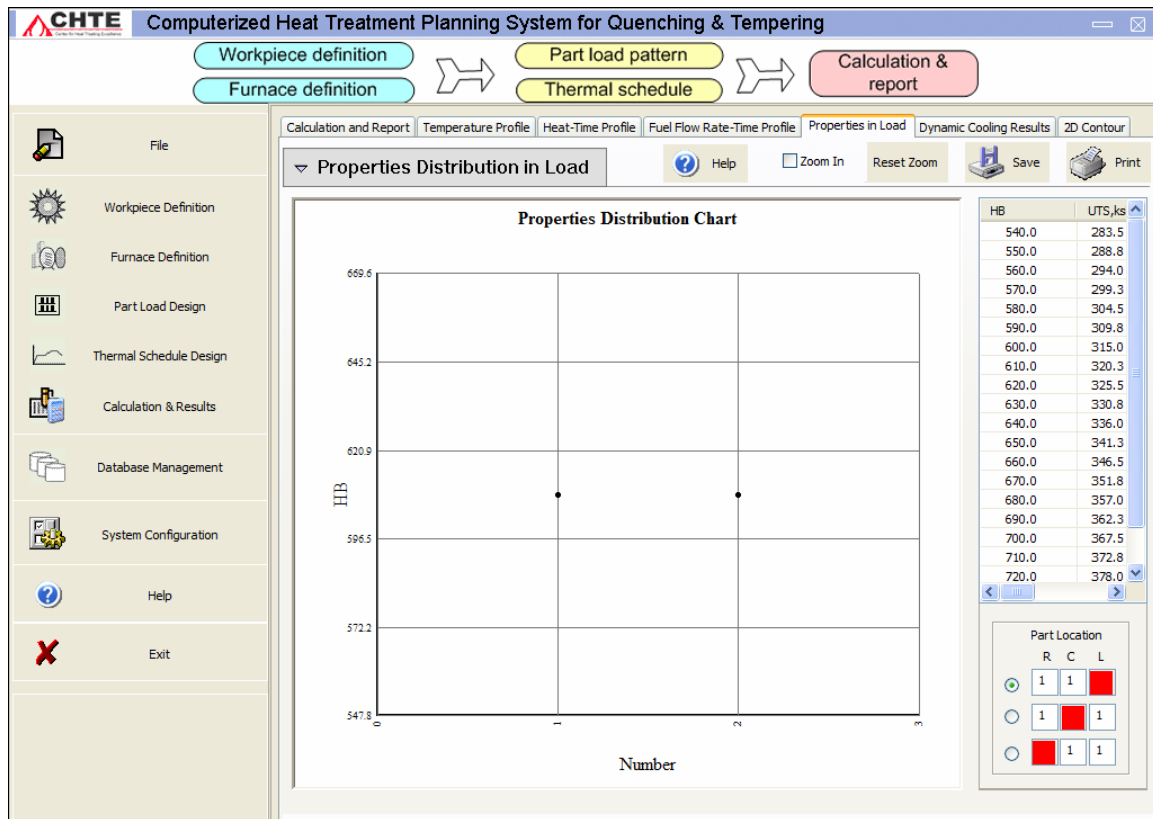 CHTE
Center for Heat Treating Excellence
Computerized Heat Treatment Planning System for Quenching & Tempering
Workpiece definition
Furnace definition
Part load pattern
Thermal schedule
Calculation &
report
File
Workpiece Definition
Furnace Definition
Part Load Design
Thermal Schedule Design
Calculation & Results
Database Management
System Configuration
Help
Exit
Calculation and Report Temperature Profile Heat-Time Profile Fuel Flow Rate-Time Profile Properties in Load Dynamic Cooling Results 2D Contour
Properties Distribution in Load Help Zoom In Reset Zoom Save Print
Properties Distribution Chart
669.6
645.2
620.9
596.5
572.2
547.8
HB
0 1 2 3
Number
HB UTS,ks
540.0 283.5
550.0 288.8
560.0 294.0
570.0 299.3
580.0 304.5
590.0 309.8
600.0 315.0
610.0 320.3
620.0 325.5
630.0 330.8
640.0 336.0
650.0 341.3
660.0 346.5
670.0 351.8
680.0 357.0
690.0 362.3
700.0 367.5
710.0 372.8
720.0 378.0
Part Location
R C L
1 1
1 1
1 1